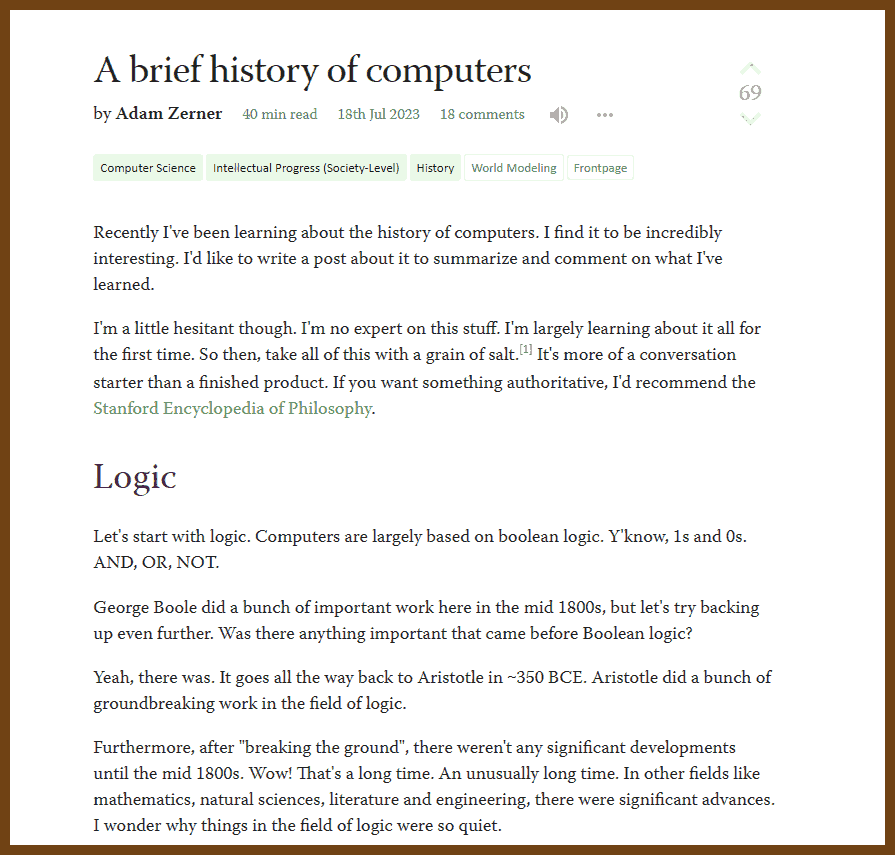 A brief history of computers
69
by Adam Zerner 40 min read 18th Jul 2023 18 comments
Computer Science Intellectual Progress (Society-Level) History World Modeling Frontpage
Recently I've been learning about the history of computers. I find it to be incredibly
interesting. I'd like to write a post about it to summarize and comment on what I've
learned.
I'm a little hesitant though. I'm no expert on this stuff. I'm largely learning about it all for
the first time. So then, take all of this with a grain of salt.[1] It's more of a conversation
starter than a finished product. If you want something authoritative, I'd recommend the
Stanford Encyclopedia of Philosophy.
Logic
Let's start with logic. Computers are largely based on boolean logic. Y'know, 1s and 0s.
AND, OR, NOT.
George Boole did a bunch of important work here in the mid 1800s, but let's try backing
up even further. Was there anything important that came before Boolean logic?
Yeah, there was. It goes all the way back to Aristotle in ~350 BCE. Aristotle did a bunch of
groundbreaking work in the field of logic.
Furthermore, after "breaking the ground", there weren't any significant developments
until the mid 1800s. Wow! That's a long time. An unusually long time. In other fields like
mathematics, natural sciences, literature and engineering, there were significant advances.
I wonder why things in the field of logic were so quiet.